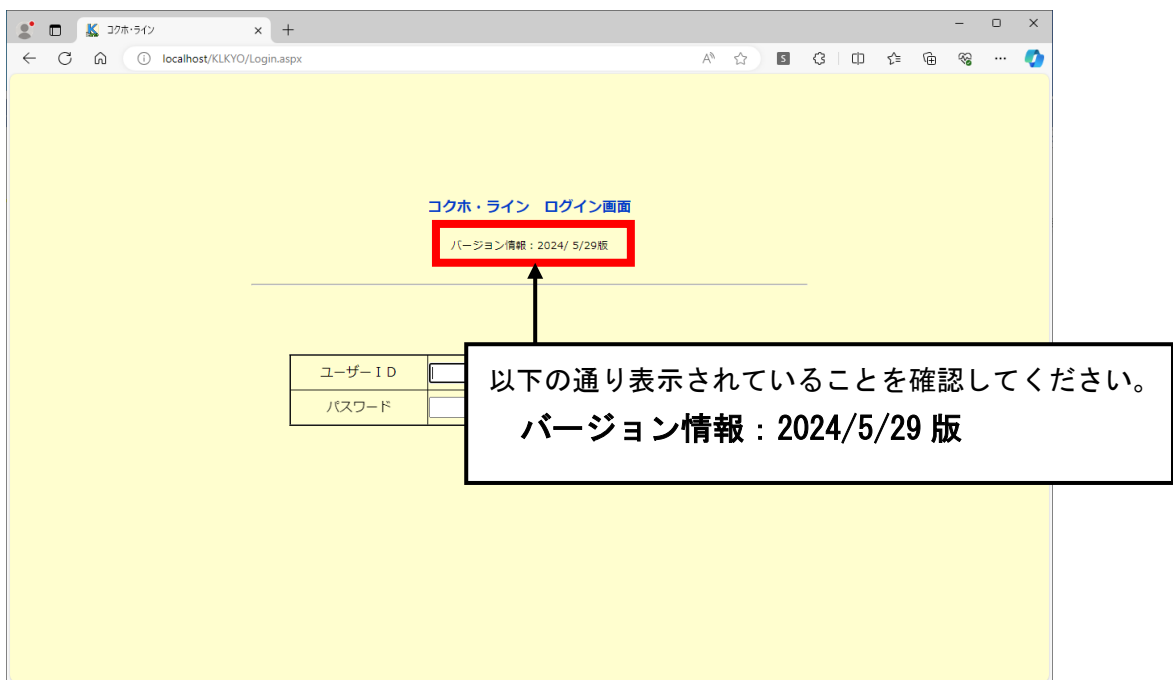 コクホ・ライン
localhost/KLKYO/Login.aspx
コクホ・ライン　ログイン画面
バージョン情報：2024/ 5/29版
ユーザーＩＤ
パスワード
以下の通り表示されていることを確認してください。
バージョン情報：2024/5/29 版